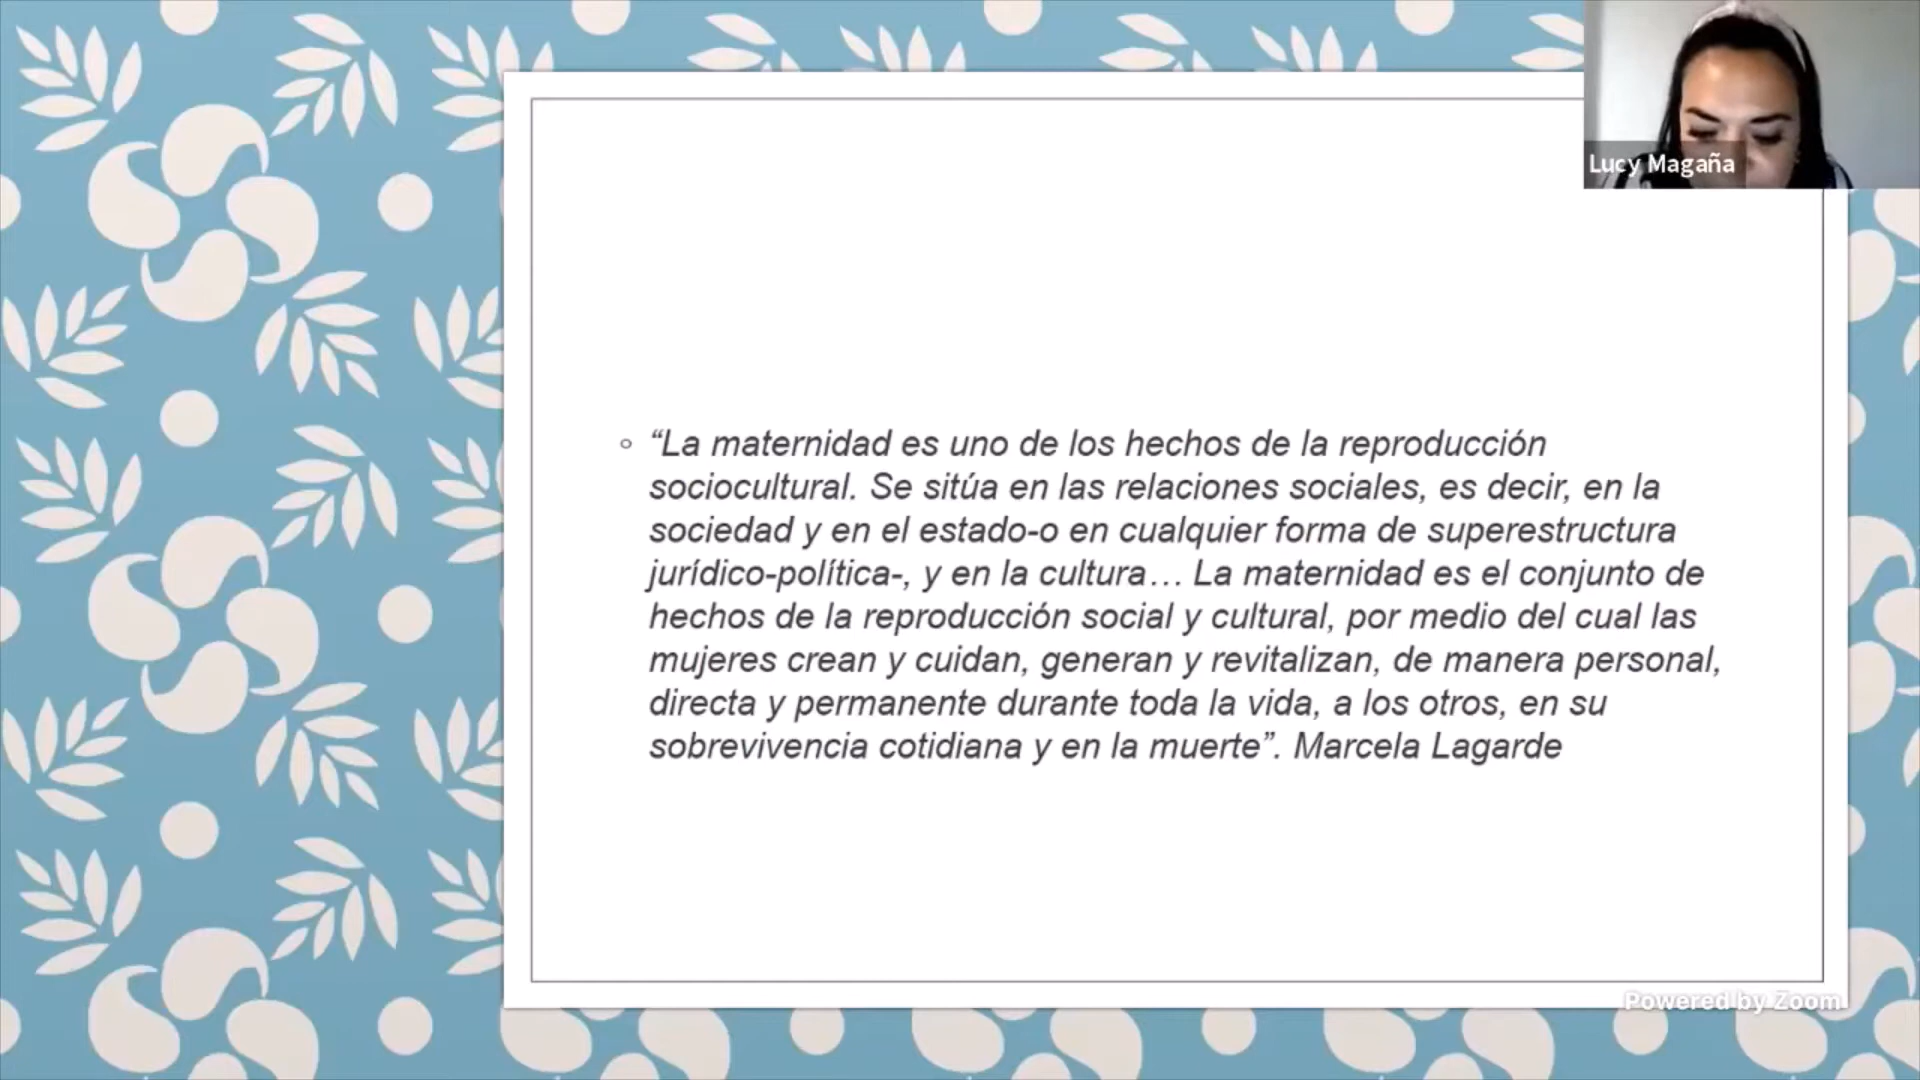 Lucy Magaña
“La maternidad es uno de los hechos de la reproducción
sociocultural. Se sitúa en las relaciones sociales, es decir, en la
sociedad y en el estado-o en cualquier forma de superestructura
jurídico-política-, y en la cultura… La maternidad es el conjunto de
hechos de la reproducción social y cultural, por medio del cual las
mujeres crean y cuidan, generan y revitalizan, de manera personal,
directa y permanente durante toda la vida, a los otros, en su
sobrevivencia cotidiana y en la muerte”. Marcela Lagarde
Powered by Zoom